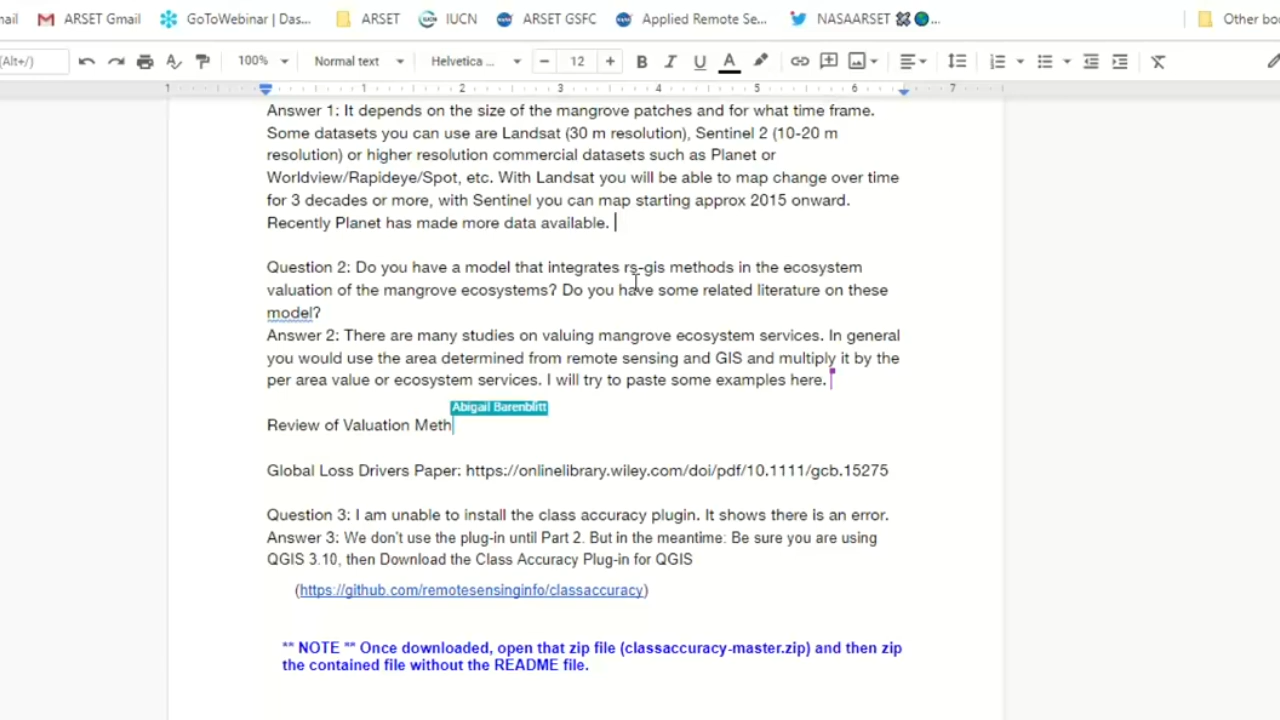 mail ARSET Gmail GoToWebinar | Das... ARSET IUCN ARSET GSFC Applied Remote Se... NASAARSET Other bo
(Alt+/) 100% Normal text Helvetica ... 12 B I U A
1 1 2 3 4 5 6 7
Answer 1: It depends on the size of the mangrove patches and for what time frame.
Some datasets you can use are Landsat (30 m resolution), Sentinel 2 (10-20 m
resolution) or higher resolution commercial datasets such as Planet or
Worldview/Rapideye/Spot, etc. With Landsat you will be able to map change over time
for 3 decades or more, with Sentinel you can map starting approx 2015 onward.
Recently Planet has made more data available.
Question 2: Do you have a model that integrates rs-gis methods in the ecosystem
valuation of the mangrove ecosystems? Do you have some related literature on these
model?
Answer 2: There are many studies on valuing mangrove ecosystem services. In general
you would use the area determined from remote sensing and GIS and multiply it by the
per area value or ecosystem services. I will try to paste some examples here.
Abigail Barenblitt
Review of Valuation Meth
Global Loss Drivers Paper: https://onlinelibrary.wiley.com/doi/pdf/10.1111/gcb.15275
Question 3: I am unable to install the class accuracy plugin. It shows there is an error.
Answer 3: We don't use the plug-in until Part 2. But in the meantime: Be sure you are using
QGIS 3.10, then Download the Class Accuracy Plug-in for QGIS
(https://github.com/remotesensinginfo/classaccuracy)
** NOTE ** Once downloaded, open that zip file (classaccuracy-master.zip) and then zip
the contained file without the README file.